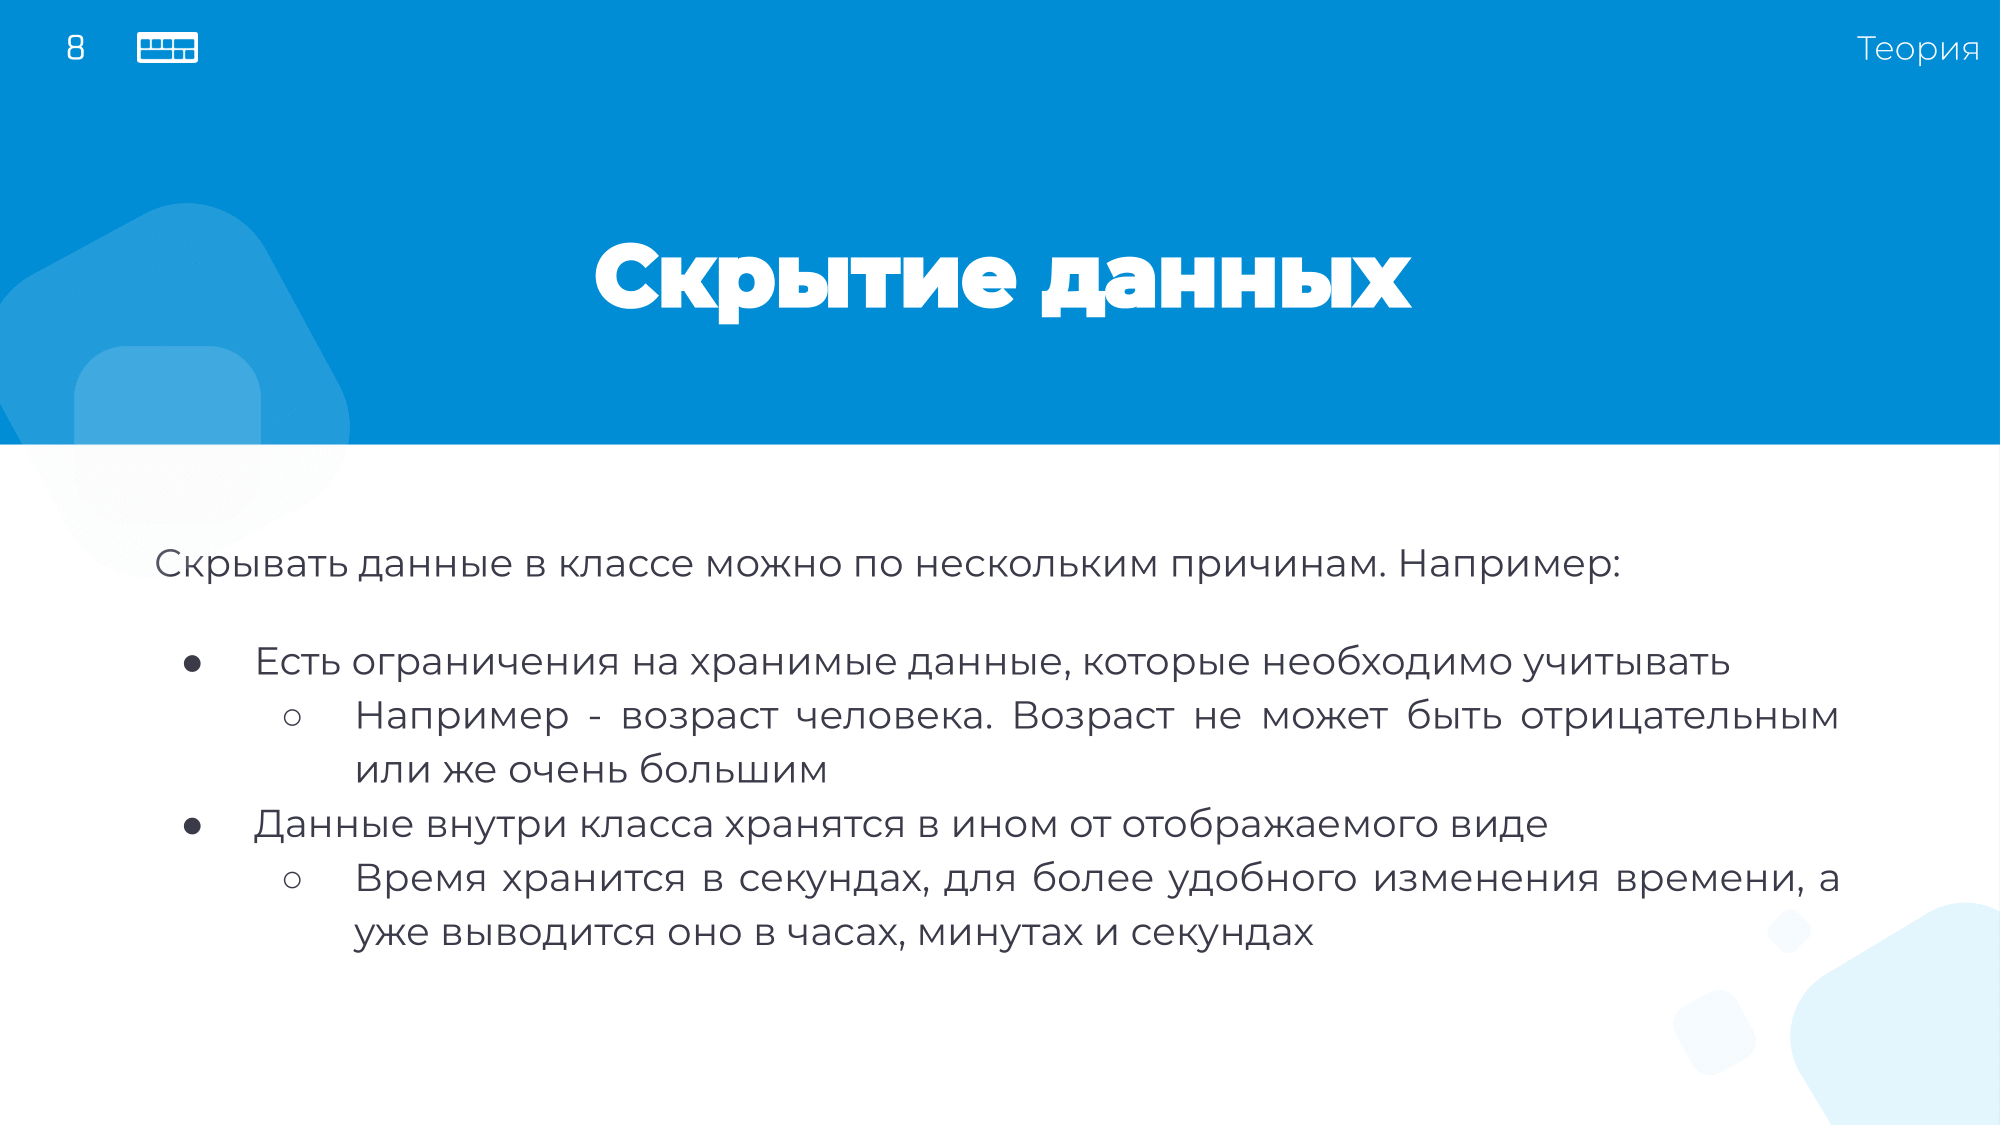 8
Теория
Скрытие данных
Скрывать данные в классе можно по нескольким причинам. Например:
● Есть ограничения на хранимые данные, которые необходимо учитывать
○ Например - возраст человека. Возраст не может быть отрицательным
или же очень большим
● Данные внутри класса хранятся в ином от отображаемого виде
○ Время хранится в секундах, для более удобного изменения времени, а
уже выводится оно в часах, минутах и секундах